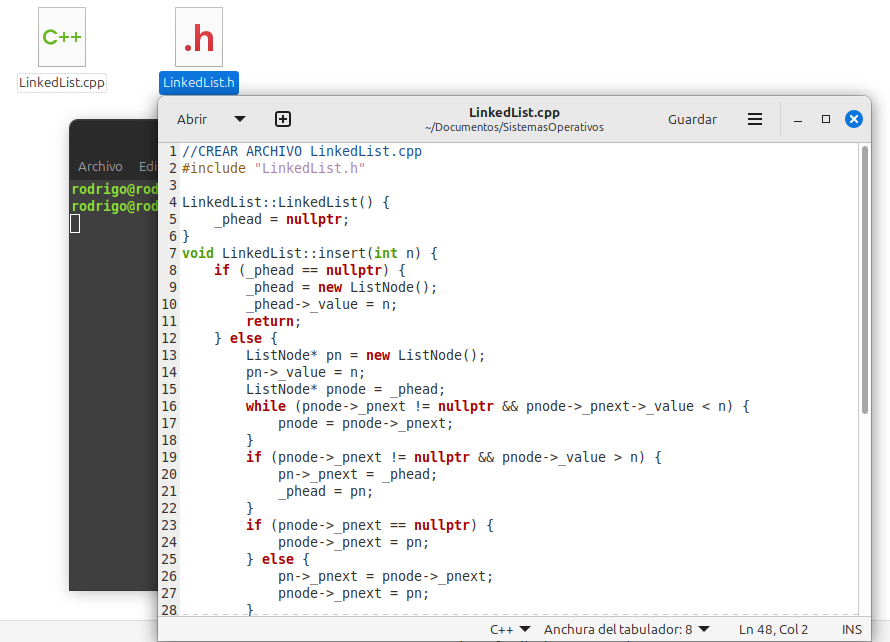 C++
.h
LinkedList.cpp
LinkedList.h
Archivo Edi
rodrigo@rod
rodrigo@rod
Abrir
LinkedList.cpp
~/Documentos/SistemasOperativos
Guardar
1 //CREAR ARCHIVO LinkedList.cpp
2 #include "LinkedList.h"
3
4 LinkedList::LinkedList() {
5     _phead = nullptr;
6 }
7 void LinkedList::insert(int n) {
8     if (_phead == nullptr) {
9         _phead = new ListNode();
10         _phead->_value = n;
11         return;
12     } else {
13         ListNode* pn = new ListNode();
14         pn->_value = n;
15         ListNode* pnode = _phead;
16         while (pnode->_pnext != nullptr && pnode->_pnext->_value < n) {
17             pnode = pnode->_pnext;
18         }
19         if (pnode->_pnext != nullptr && pnode->_value > n) {
20             pn->_pnext = _phead;
21             _phead = pn;
22         }
23         if (pnode->_pnext == nullptr) {
24             pnode->_pnext = pn;
25         } else {
26             pn->_pnext = pnode->_pnext;
27             pnode->_pnext = pn;
28         }
C++ Anchura del tabulador: 8 Ln 48, Col 2 INS